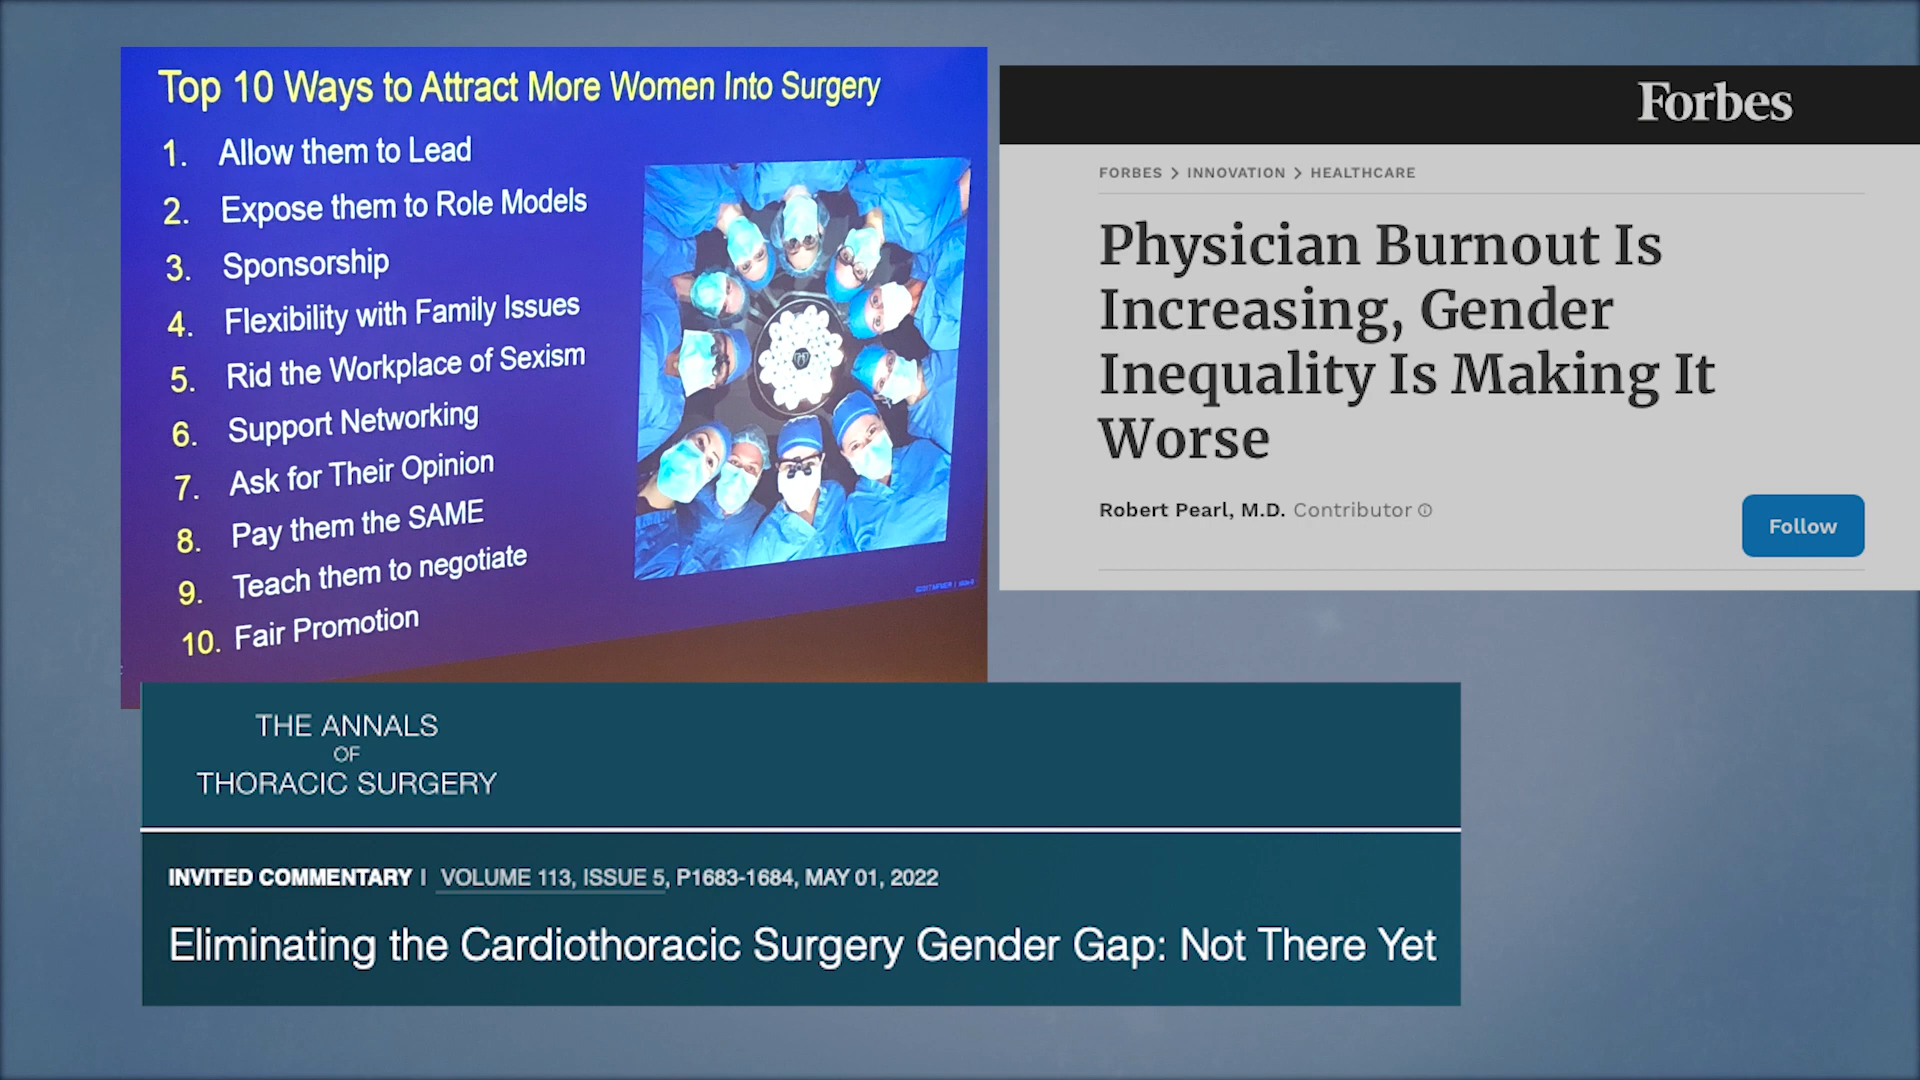 Top 10 Ways to Attract More Women Into Surgery
1. Allow them to Lead
2. Expose them to Role Models
3. Sponsorship
4. Flexibility with Family Issues
5. Rid the Workplace of Sexism
6. Support Networking
7. Ask for Their Opinion
8. Pay them the SAME
9. Teach them to negotiate
10. Fair Promotion
Forbes
FORBES > INNOVATION > HEALTHCARE
Physician Burnout Is
Increasing, Gender
Inequality Is Making It
Worse
Robert Pearl, M.D. Contributor
Follow
THE ANNALS
OF
THORACIC SURGERY
INVITED COMMENTARY | VOLUME 113, ISSUE 5, P1683-1684, MAY 01, 2022
Eliminating the Cardiothoracic Surgery Gender Gap: Not There Yet